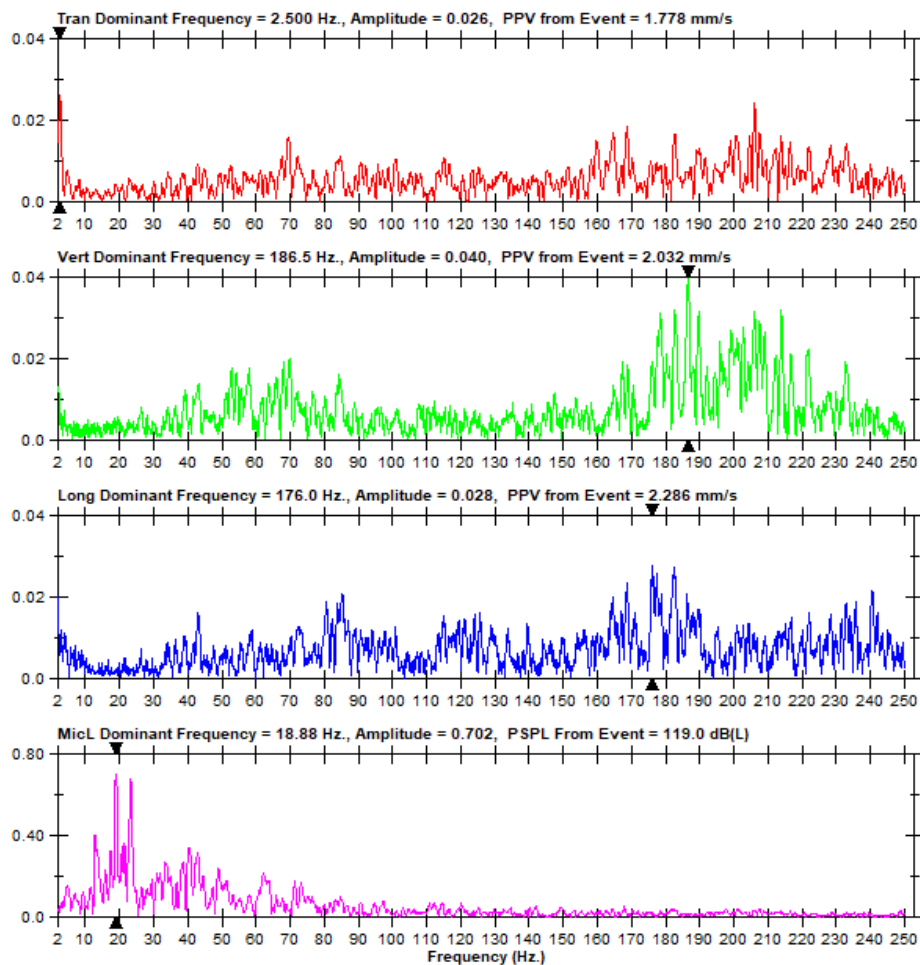 Tran Dominant Frequency = 2.500 Hz., Amplitude = 0.026, PPV from Event = 1.778 mm/s
0.04
0.02
0.0
2 10 20 30 40 50 60 70 80 90 100 110 120 130 140 150 160 170 180 190 200 210 220 230 240 250
Vert Dominant Frequency = 186.5 Hz., Amplitude = 0.040, PPV from Event = 2.032 mm/s
0.04
0.02
0.0
2 10 20 30 40 50 60 70 80 90 100 110 120 130 140 150 160 170 180 190 200 210 220 230 240 250
Long Dominant Frequency = 176.0 Hz., Amplitude = 0.028, PPV from Event = 2.286 mm/s
0.04
0.02
0.0
2 10 20 30 40 50 60 70 80 90 100 110 120 130 140 150 160 170 180 190 200 210 220 230 240 250
MicL Dominant Frequency = 18.88 Hz., Amplitude = 0.702, PSPL From Event = 119.0 dB(L)
0.80
0.40
0.0
2 10 20 30 40 50 60 70 80 90 100 110 120 130 140 150 160 170 180 190 200 210 220 230 240 250
Frequency (Hz.)